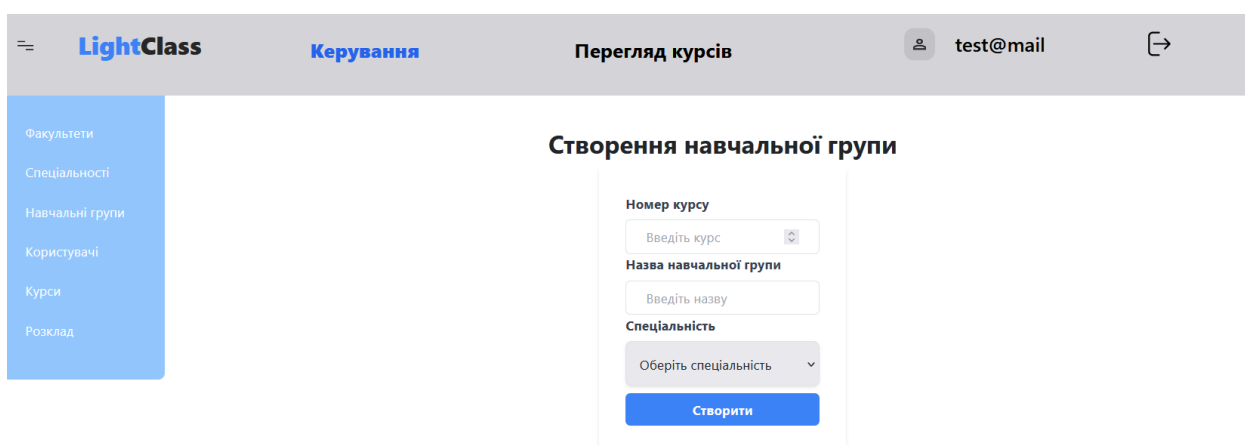 LightClass Керування Перегляд курсів test@mail
Факультети
Спеціальності
Навчальні групи
Користувачі
Курси
Розклад
Створення навчальної групи
Номер курсу
Введіть курс
Назва навчальної групи
Введіть назву
Спеціальність
Оберіть спеціальність
Створити